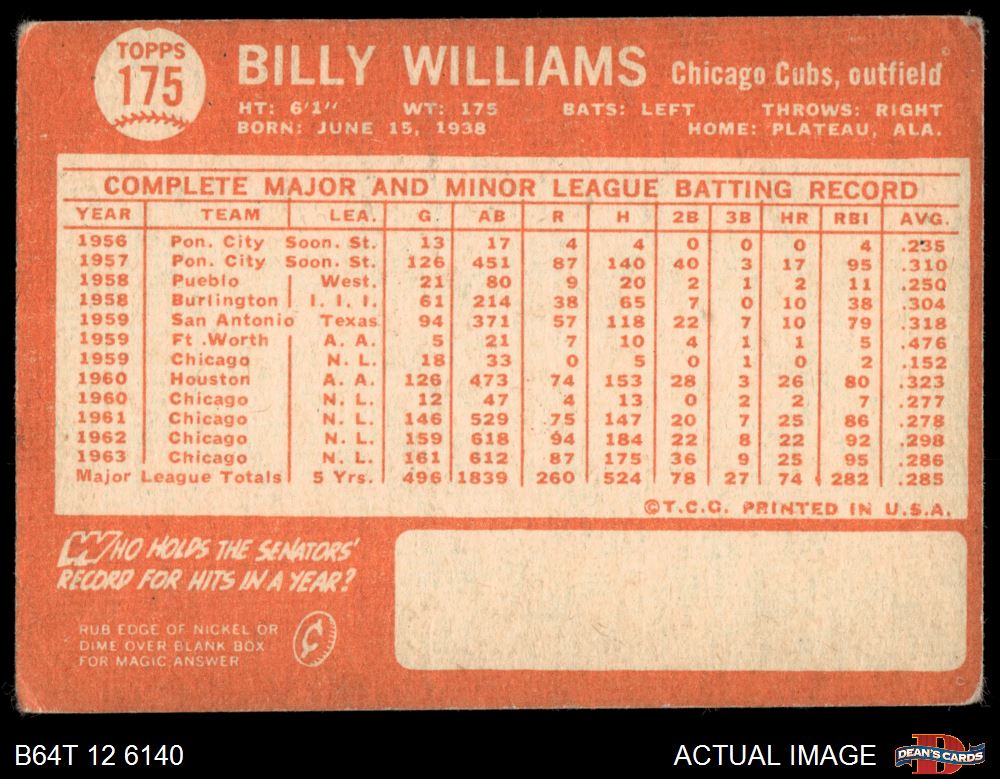 TOPPS
175
BILLY WILLIAMS Chicago Cubs, outfield
HT: 6'1" WT: 175 BATS: LEFT THROWS: RIGHT
BORN: JUNE 15, 1938 HOME: PLATEAU, ALA.
COMPLETE MAJOR AND MINOR LEAGUE BATTING RECORD
YEAR TEAM LEA. G AB R H 2B 3B HR RBI AVG.
1956 Pon. City Soon. St. 13 17 4 4 0 0 0 4 .235
1957 Pon. City Soon. St. 126 451 87 140 40 3 17 95 .310
1958 Pueblo West. 21 80 9 20 2 1 2 11 .250
1958 Burlington I. I. I. 61 214 38 65 7 0 10 38 .304
1959 San Antonio Texas 94 371 57 118 22 7 10 79 .318
1959 Ft .Worth A. A. 5 21 7 10 4 1 1 5 .476
1959 Chicago N. L. 18 33 0 5 0 1 0 2 .152
1960 Houston A. A. 126 473 74 153 28 3 26 80 .323
1960 Chicago N. L. 12 47 4 13 0 2 2 7 .277
1961 Chicago N. L. 146 529 75 147 20 7 25 86 .278
1962 Chicago N. L. 159 618 94 184 22 8 22 92 .298
1963 Chicago N. L. 161 612 87 175 36 9 25 95 .286
Major League Totals 5 Yrs. 496 1839 260 524 78 27 74 282 .285
©T.C.G. PRINTED IN U.S.A.
WHO HOLDS THE SENATORS'
RECORD FOR HITS IN A YEAR?
RUB EDGE OF NICKEL OR
DIME OVER BLANK BOX
FOR MAGIC ANSWER
B64T 12 6140 ACTUAL IMAGE DEAN'S CARDS